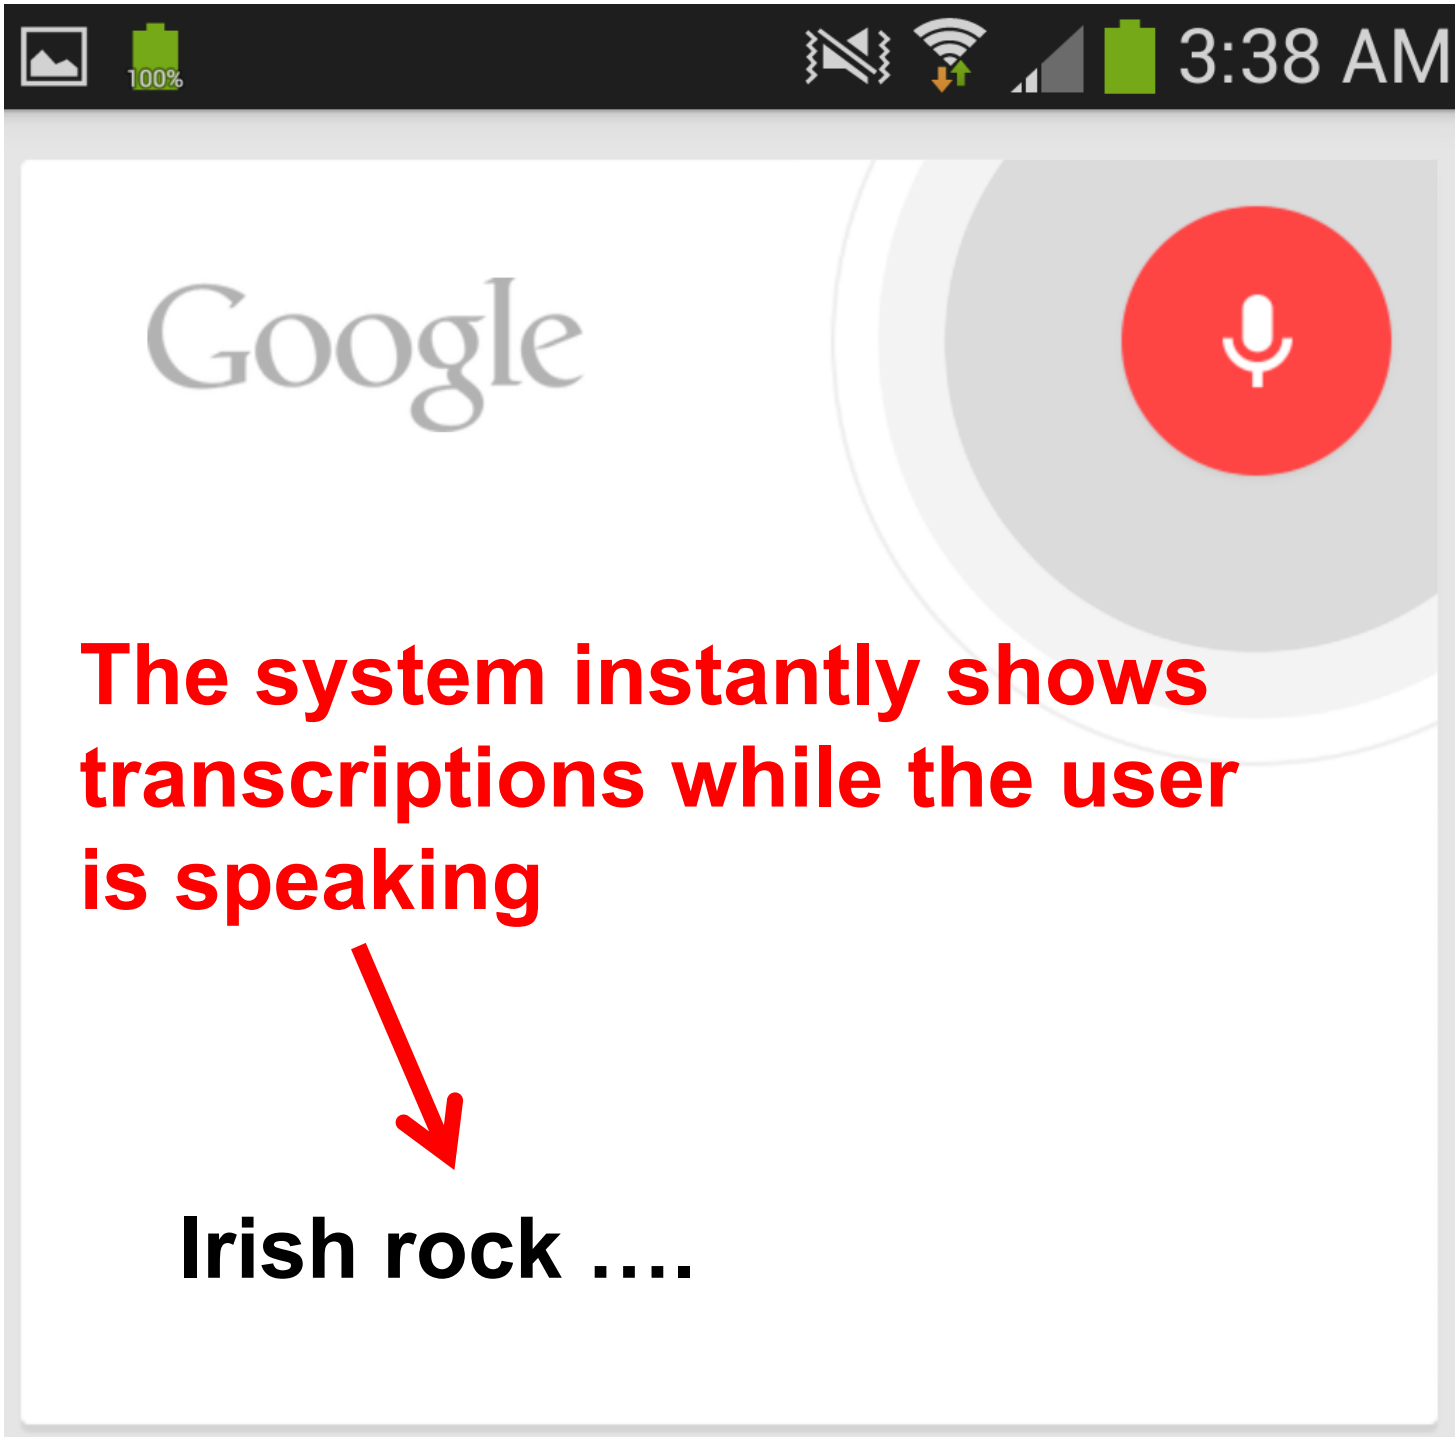 100%
3:38 AM
Google
The system instantly shows
transcriptions while the user
is speaking
Irish rock ....